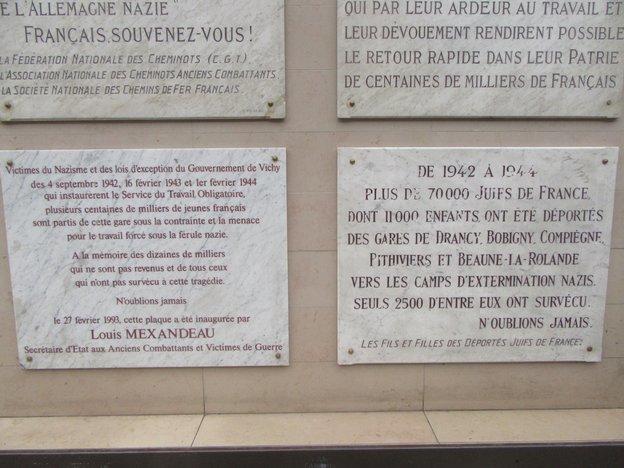 E L'ALLEMAGNE NAZIE"
FRANÇAIS, SOUVENEZ-VOUS !
LA FÉDÉRATION NATIONALE DES CHEMINOTS (C.G.T.)
L'ASSOCIATION NATIONALE DES CHEMINOTS ANCIENS COMBATTANTS
LA SOCIÉTÉ NATIONALE DES CHEMINS DE FER FRANÇAIS
QUI PAR LEUR ARDEUR AU TRAVAIL ET
LEUR DÉVOUEMENT RENDIRENT POSSIBLE
LE RETOUR RAPIDE DANS LEUR PATRIE
DE CENTAINES DE MILLIERS DE FRANÇAIS
Victimes du Nazisme et des lois d'exception du Gouvernement de Vichy
des 4 septembre 1942, 16 février 1943 et 1er février 1944
qui instaurèrent le Service du Travail Obligatoire,
plusieurs centaines de milliers de jeunes français
sont partis de cette gare sous la contrainte et la menace
pour le travail forcé sous la férule nazie.
A la mémoire des dizaines de milliers
qui ne sont pas revenus et de tous ceux
qui n'ont pas survécu à cette tragédie.
N'oublions jamais
le 27 février 1993, cette plaque a été inaugurée par
Louis MEXANDEAU
Secrétaire d'Etat aux Anciens Combattants et Victimes de Guerre
DE 1942 À 1944
PLUS DE 70 000 JUIFS DE FRANCE,
DONT 11 000 ENFANTS, ONT ÉTÉ DÉPORTÉS
DES GARES DE DRANCY, BOBIGNY, COMPIÈGNE,
PITHIVIERS ET BEAUNE-LA-ROLANDE
VERS LES CAMPS D'EXTERMINATION NAZIS.
SEULS 2500 D'ENTRE EUX ONT SURVÉCU.
N'OUBLIONS JAMAIS.
LES FILS ET FILLES DES DÉPORTÉS JUIFS DE FRANCE.